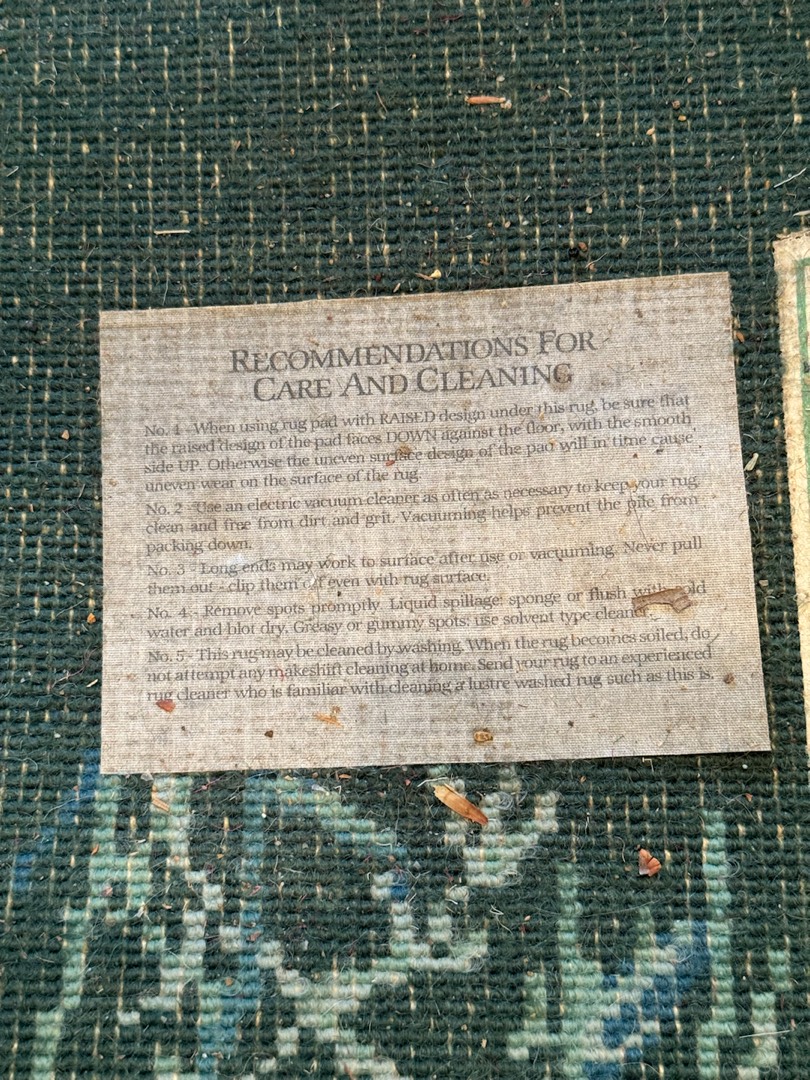 RECOMMENDATIONS FOR
CARE AND CLEANING
No. 1 - When using rug pad with RAISED design under this rug, be sure that
the raised design of the pad faces DOWN against the floor, with the smooth
side UP. Otherwise the uneven surface design of the pad will in time cause
uneven wear on the surface of the rug.
No. 2 - Use an electric vacuum cleaner as often as necessary to keep your rug
clean and free from dirt and grit. Vacuuming helps prevent the pile from
packing down.
No. 3 - Long ends may work to surface after use or vacuuming. Never pull
them out - clip them off even with rug surface.
No. 4 - Remove spots promptly. Liquid spillage: sponge or flush with cold
water and blot dry. Greasy or gummy spots: use solvent type cleaner.
No. 5 - This rug may be cleaned by washing. When the rug becomes soiled, do
not attempt any makeshift cleaning at home. Send your rug to an experienced
rug cleaner who is familiar with cleaning a lustre washed rug such as this is.